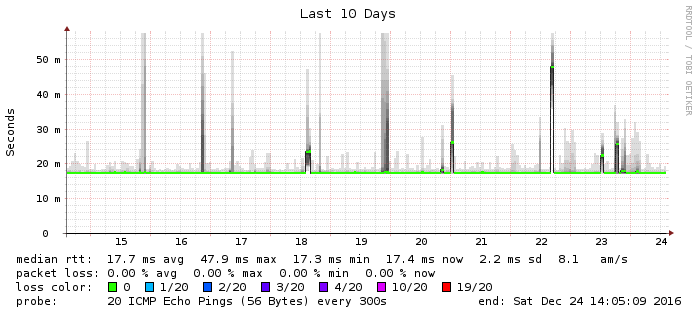 Last 10 Days
RRDTOOL / TOBI OETIKER
Seconds
50 m
40 m
30 m
20 m
10 m
0
15 16 17 18 19 20 21 22 23 24
median rtt: 17.7 ms avg 47.9 ms max 17.3 ms min 17.4 ms now 2.2 ms sd 8.1 am/s
packet loss: 0.00 % avg 0.00 % max 0.00 % min 0.00 % now
loss color: 0 1/20 2/20 3/20 4/20 10/20 19/20
probe: 20 ICMP Echo Pings (56 Bytes) every 300s end: Sat Dec 24 14:05:09 2016